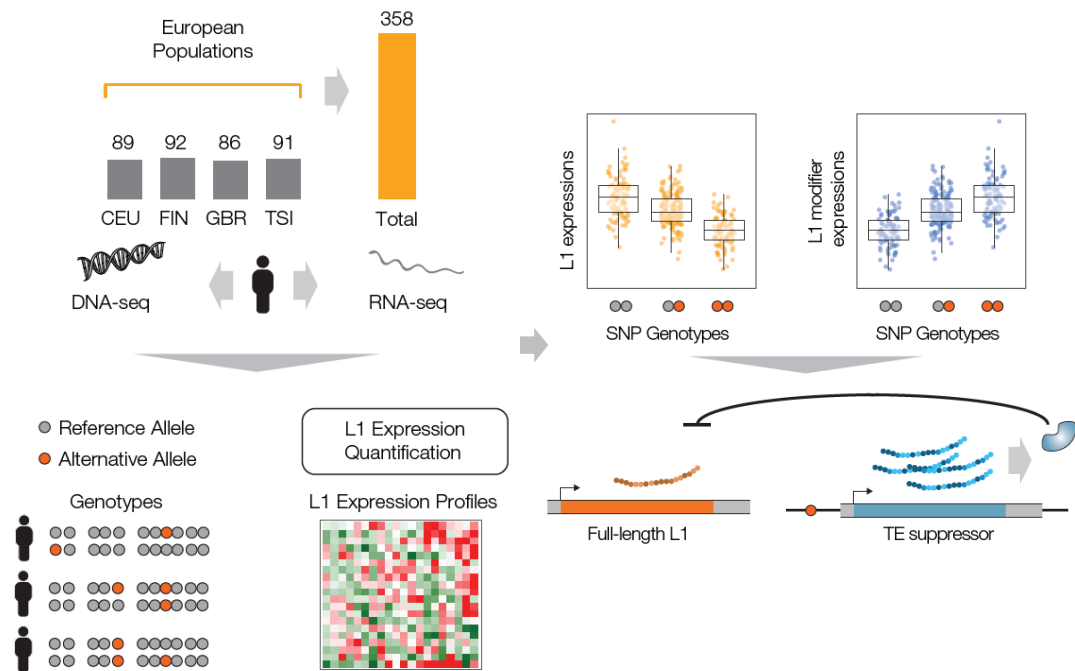 European
Populations
358
89
92
86
91
CEU
FIN
GBR
TSI
Total
DNA-seq
RNA-seq
Reference Allele
Alternative Allele
Genotypes
L1 Expression
Quantification
L1 Expression Profiles
L1 expressions
SNP Genotypes
L1 modifier
expressions
SNP Genotypes
Full-length L1
TE suppressor